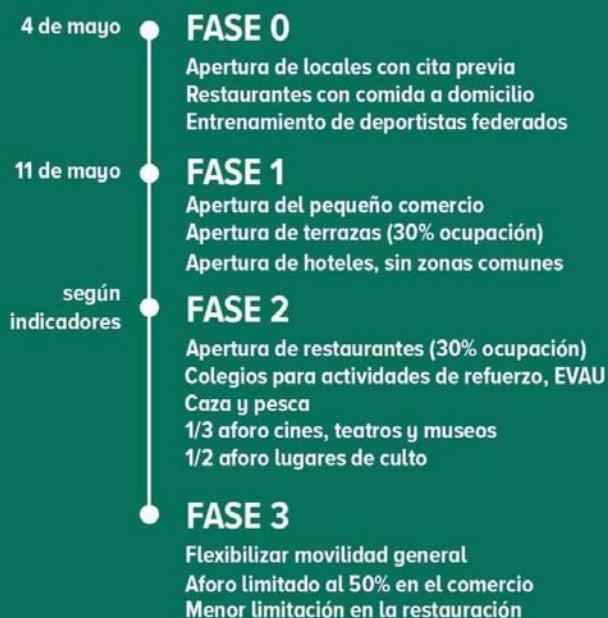 4 de mayo
FASE 0
Apertura de locales con cita previa
Restaurantes con comida a domicilio
Entrenamiento de deportistas federados
11 de mayo
FASE 1
Apertura del pequeño comercio
Apertura de terrazas (30% ocupación)
Apertura de hoteles, sin zonas comunes
según
indicadores
FASE 2
Apertura de restaurantes (30% ocupación)
Colegios para actividades de refuerzo, EVAU
Caza y pesca
1/3 aforo cines, teatros y museos
1/2 aforo lugares de culto
FASE 3
Flexibilizar movilidad general
Aforo limitado al 50% en el comercio
Menor limitación en la restauración